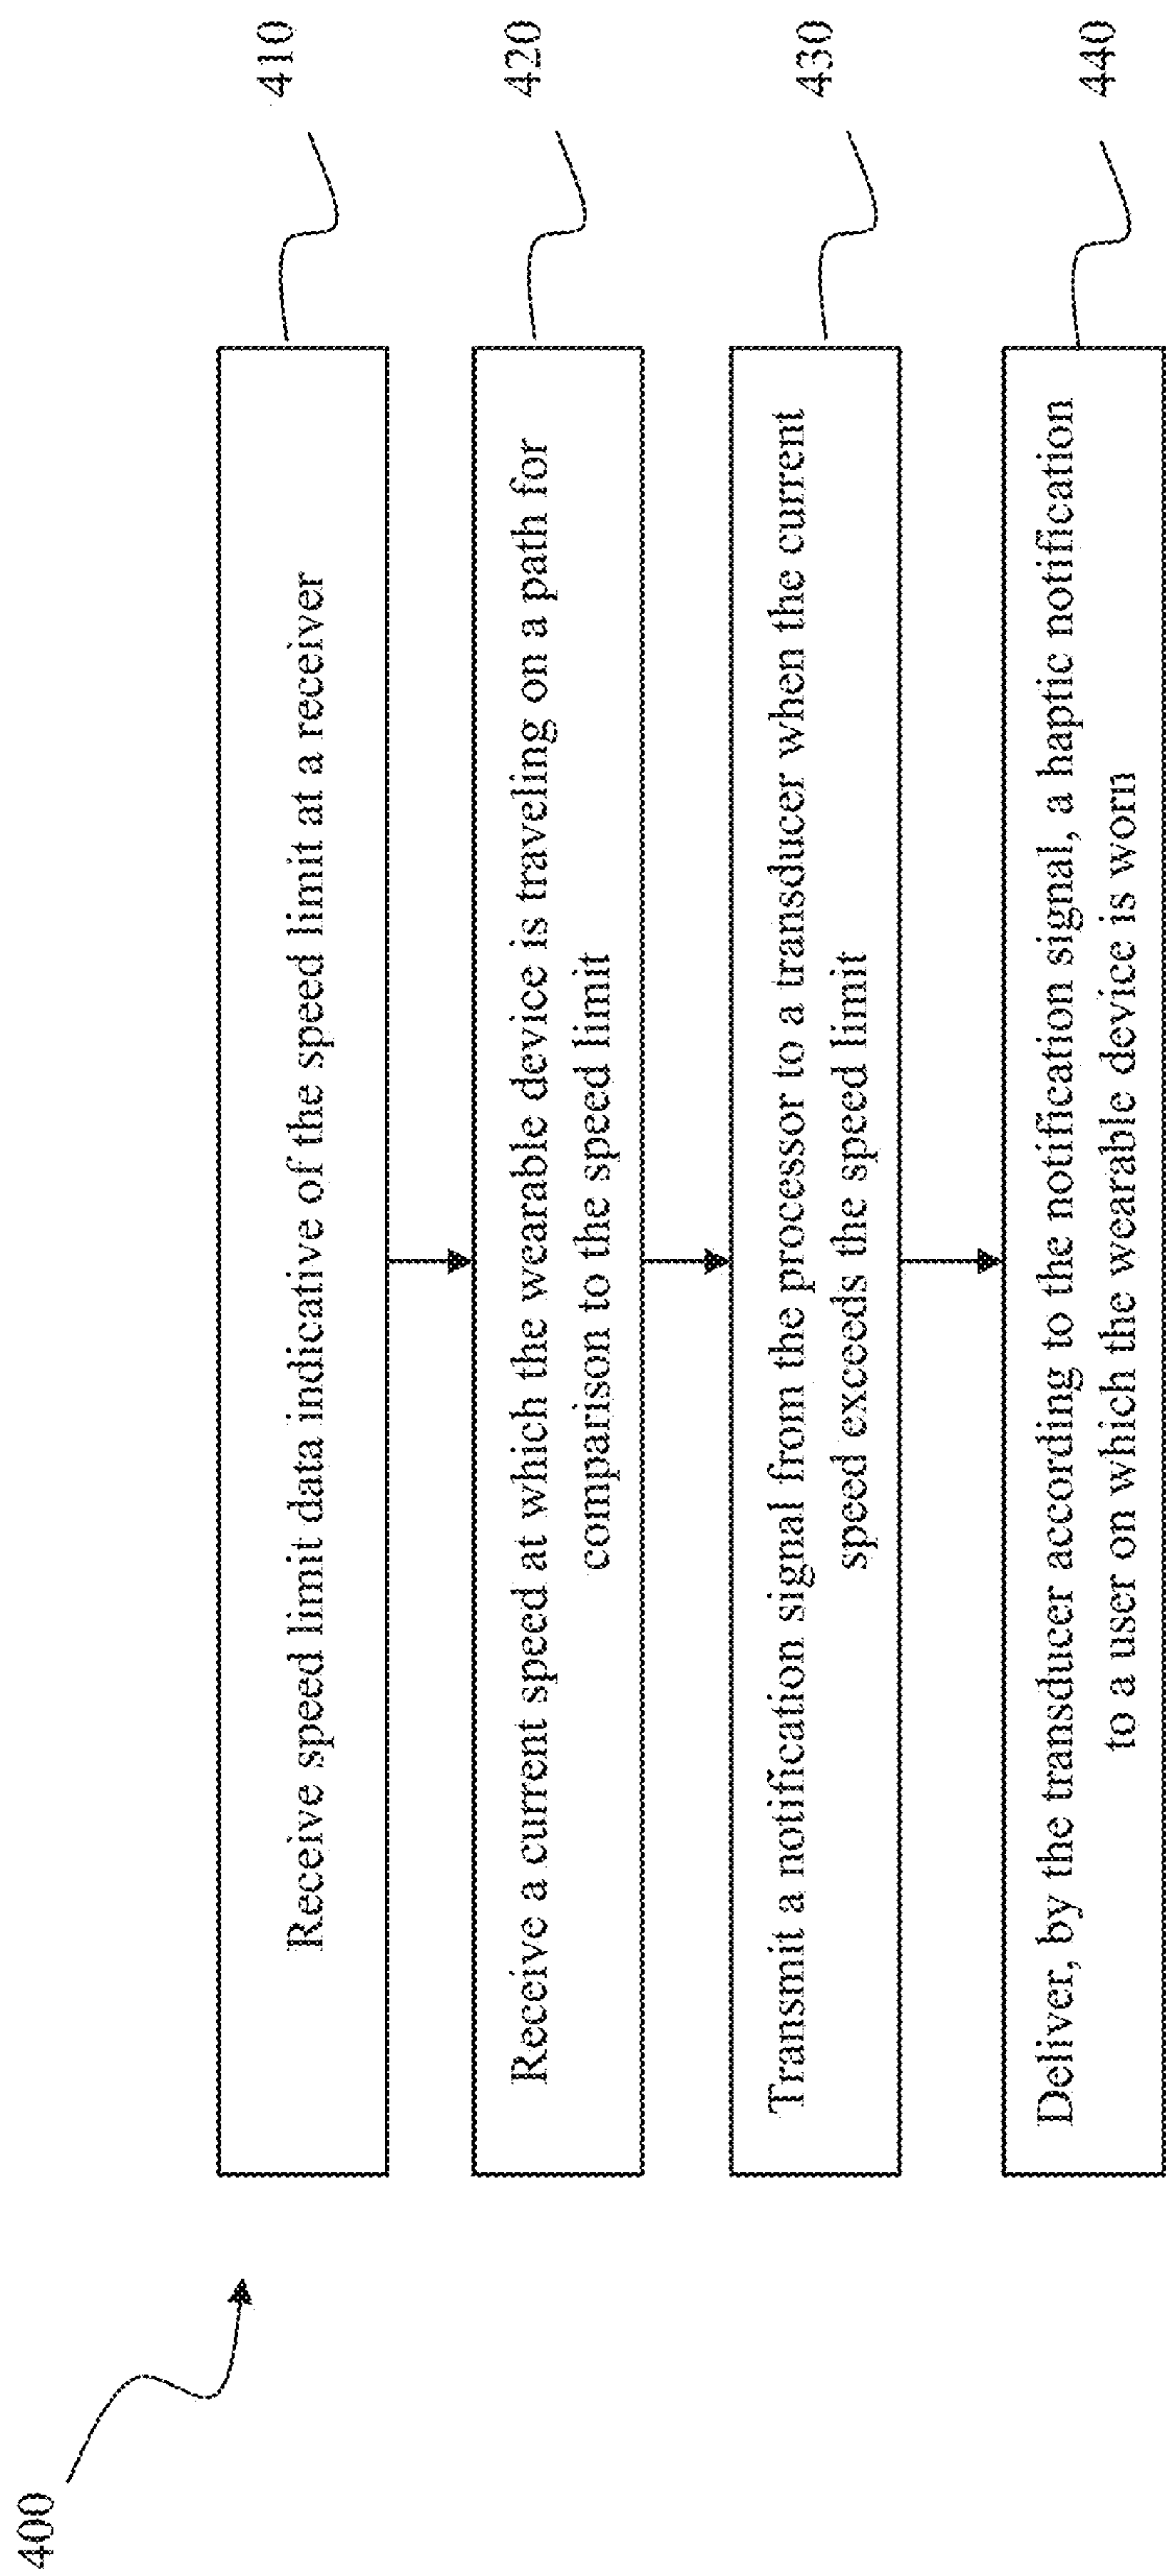 400
Receive speed limit data indicative of the speed limit at a receiver
410
Receive a current speed at which the wearable device is traveling on a path for
comparison to the speed limit
420
Transmit a notification signal from the processor to a transducer when the current
speed exceeds the speed limit
430
Deliver, by the transducer according to the notification signal, a haptic notification
to a user on which the wearable device is worn
440